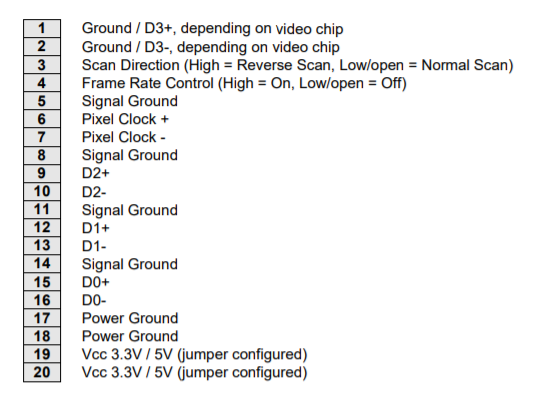 1 Ground / D3+, depending on video chip
2 Ground / D3-, depending on video chip
3 Scan Direction (High = Reverse Scan, Low/open = Normal Scan)
4 Frame Rate Control (High = On, Low/open = Off)
5 Signal Ground
6 Pixel Clock +
7 Pixel Clock -
8 Signal Ground
9 D2+
10 D2-
11 Signal Ground
12 D1+
13 D1-
14 Signal Ground
15 D0+
16 D0-
17 Power Ground
18 Power Ground
19 Vcc 3.3V / 5V (jumper configured)
20 Vcc 3.3V / 5V (jumper configured)